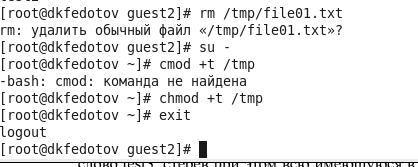 [root@dkfedotov guest2]# rm /tmp/file01.txt
rm: удалить обычный файл «/tmp/file01.txt»?
[root@dkfedotov guest2]# su -
[root@dkfedotov ~]# cmod +t /tmp
-bash: cmod: команда не найдена
[root@dkfedotov ~]# chmod +t /tmp
[root@dkfedotov ~]# exit
logout
[root@dkfedotov guest2]#